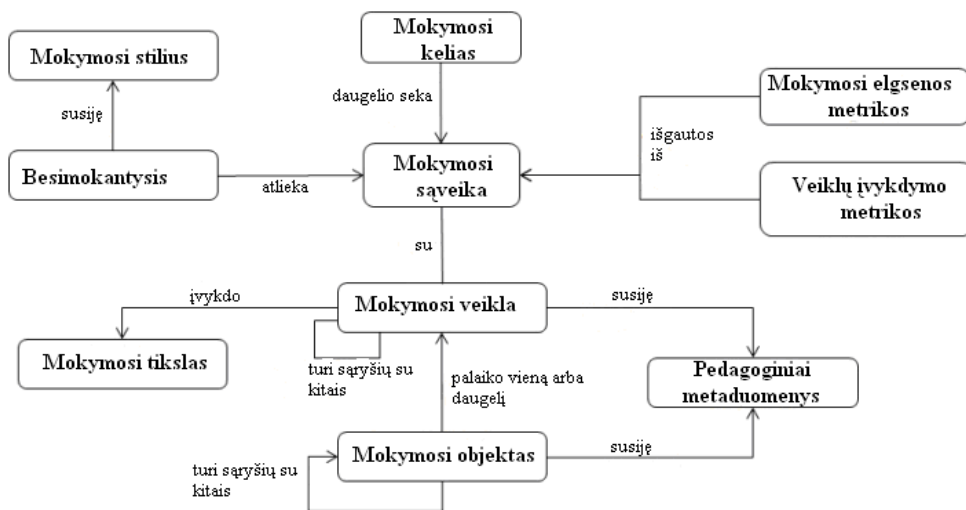 Mokymosi stilius
Mokymosi
kelias
Mokymosi elgsenos
metrikos
daugelio seka
susiję
išgautos
iš
Besimokantysis
atlieka
Mokymosi
sąveika
Veiklų įvykdymo
metrikos
su
įvykdo
Mokymosi veikla
susiję
Mokymosi tikslas
turi sąryšių su
kitais
palaiko vieną arba
daugelį
Pedagoginiai
metaduomenys
turi sąryšių su
kitais
Mokymosi objektas
susiję